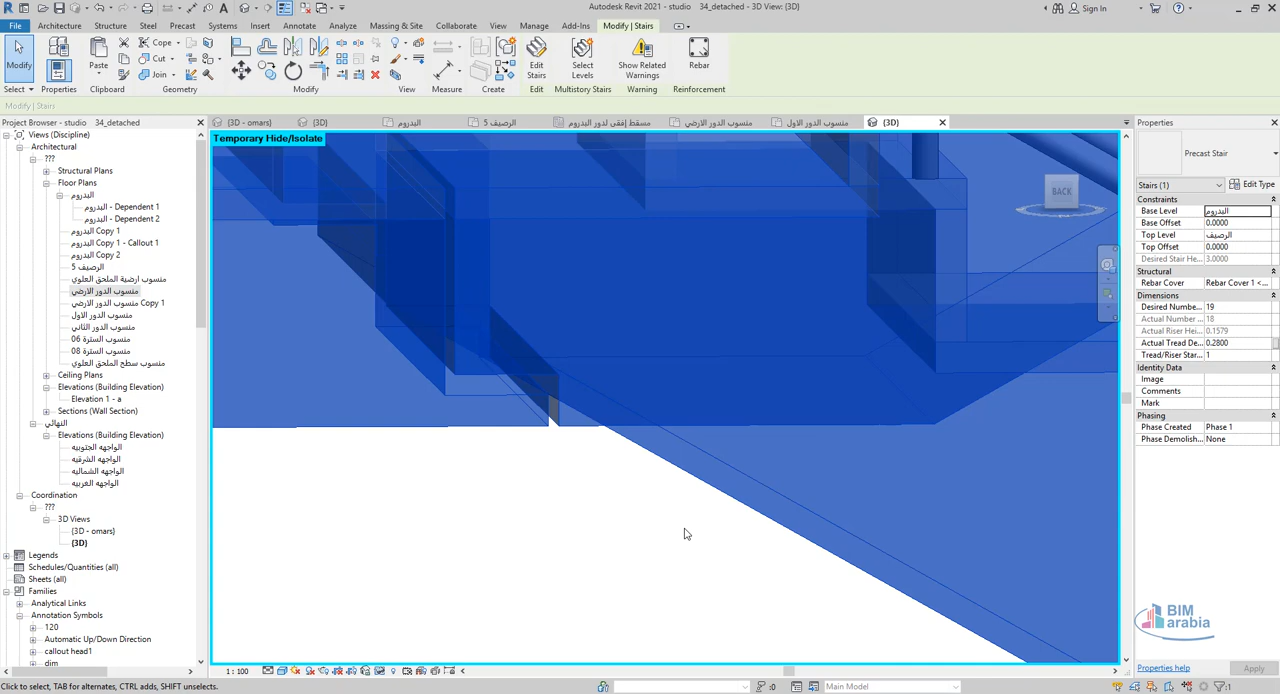 Autodesk Revit 2021 - 34_detached - 3D View: {3D}
Sign In
File Architecture Structure Steel Precast Systems Insert Annotate Analyze Massing & Site Collaborate View Manage Add-Ins Modify | Stairs
Modify
Select
Properties
Paste
Clipboard
Cope
Cut
Join
Geometry
Modify
View
Measure
Create
Edit Stairs
Edit
Select Levels
Multistory Stairs
Show Related Warnings
Warning
Rebar
Reinforcement
Modify | Stairs
Project Browser - studio 34_detached
Views (Discipline)
Architectural
???
Structural Plans
Floor Plans
البدروم
البدروم - Dependent 1
البدروم - Dependent 2
البدروم Copy 1
البدروم Copy 1 - Callout 1
البدروم Copy 2
الرصيف 5
منسوب ارضية الملحق العلوي
منسوب الدور الارضي
منسوب الدور الارضي Copy 1
منسوب الدور الاول
منسوب الدور الثاني
منسوب السترة 06
منسوب السترة 08
منسوب سطح الملحق العلوي
Ceiling Plans
Elevations (Building Elevation)
Elevation 1 - a
Sections (Wall Section)
النهائي
Elevations (Building Elevation)
الواجهه الجنوبيه
الواجهه الشرقيه
الواجهه الشماليه
الواجهه الغربيه
Coordination
???
3D Views
{3D - omars}
{3D}
Legends
Schedules/Quantities (all)
Sheets (all)
Families
Analytical Links
Annotation Symbols
120
Automatic Up/Down Direction
callout head1
dim
{3D - omars}
{3D}
البدروم
الرصيف 5
مسقط إفقى لدور البدروم
منسوب الدور الارضي
منسوب الدور الاول
{3D}
Temporary Hide/Isolate
BACK
Properties
Precast Stair
Stairs (1)
Edit Type
Constraints
Base Level البدروم
Base Offset 0.0000
Top Level الرصيف
Top Offset 0.0000
Desired Stair He... 3.0000
Structural
Rebar Cover Rebar Cover 1 <...
Dimensions
Desired Numbe... 19
Actual Number ... 18
Actual Riser Hei... 0.1579
Actual Tread De... 0.2800
Tread/Riser Star... 1
Identity Data
Image
Comments
Mark
Phasing
Phase Created Phase 1
Phase Demolish... None
BIM
arabia
Properties help
Apply
1 : 100
Click to select, TAB for alternates, CTRL adds, SHIFT unselects.
:0
Main Model
:1